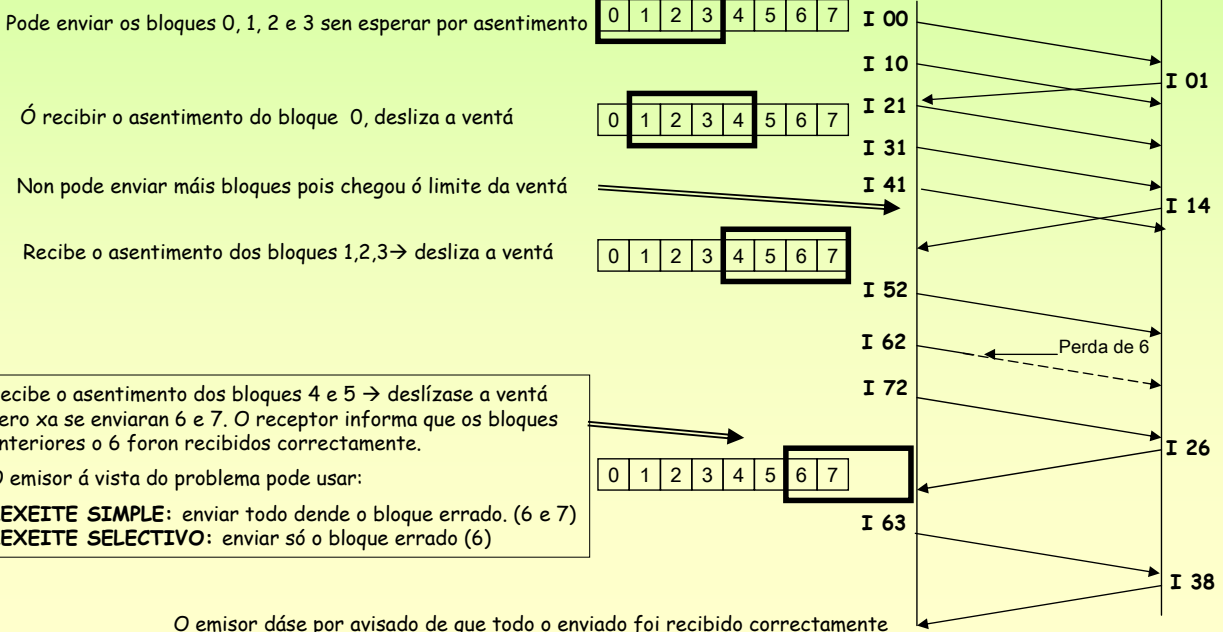 Pode enviar os bloques 0, 1, 2 e 3 sen esperar por asentimento
0 1 2 3 4 5 6 7
I 00
I 10
I 01
Ó recibir o asentimento do bloque 0, desliza a ventá
0 1 2 3 4 5 6 7
I 21
I 31
Non pode enviar máis bloques pois chegou ó limite da ventá
I 41
I 14
Recibe o asentimento dos bloques 1,2,3→ desliza a ventá
0 1 2 3 4 5 6 7
I 52
I 62
Perda de 6
I 72
ecibe o asentimento dos bloques 4 e 5 → deslízase a ventá
ero xa se enviaran 6 e 7. O receptor informa que os bloques
nteriores o 6 foron recibidos correctamente.
I 26
O emisor á vista do problema pode usar:
0 1 2 3 4 5 6 7
EXEITE SIMPLE: enviar todo dende o bloque errado. (6 e 7)
EXEITE SELECTIVO: enviar só o bloque errado (6)
I 63
I 38
O emisor dáse por avisado de que todo o enviado foi recibido correctamente